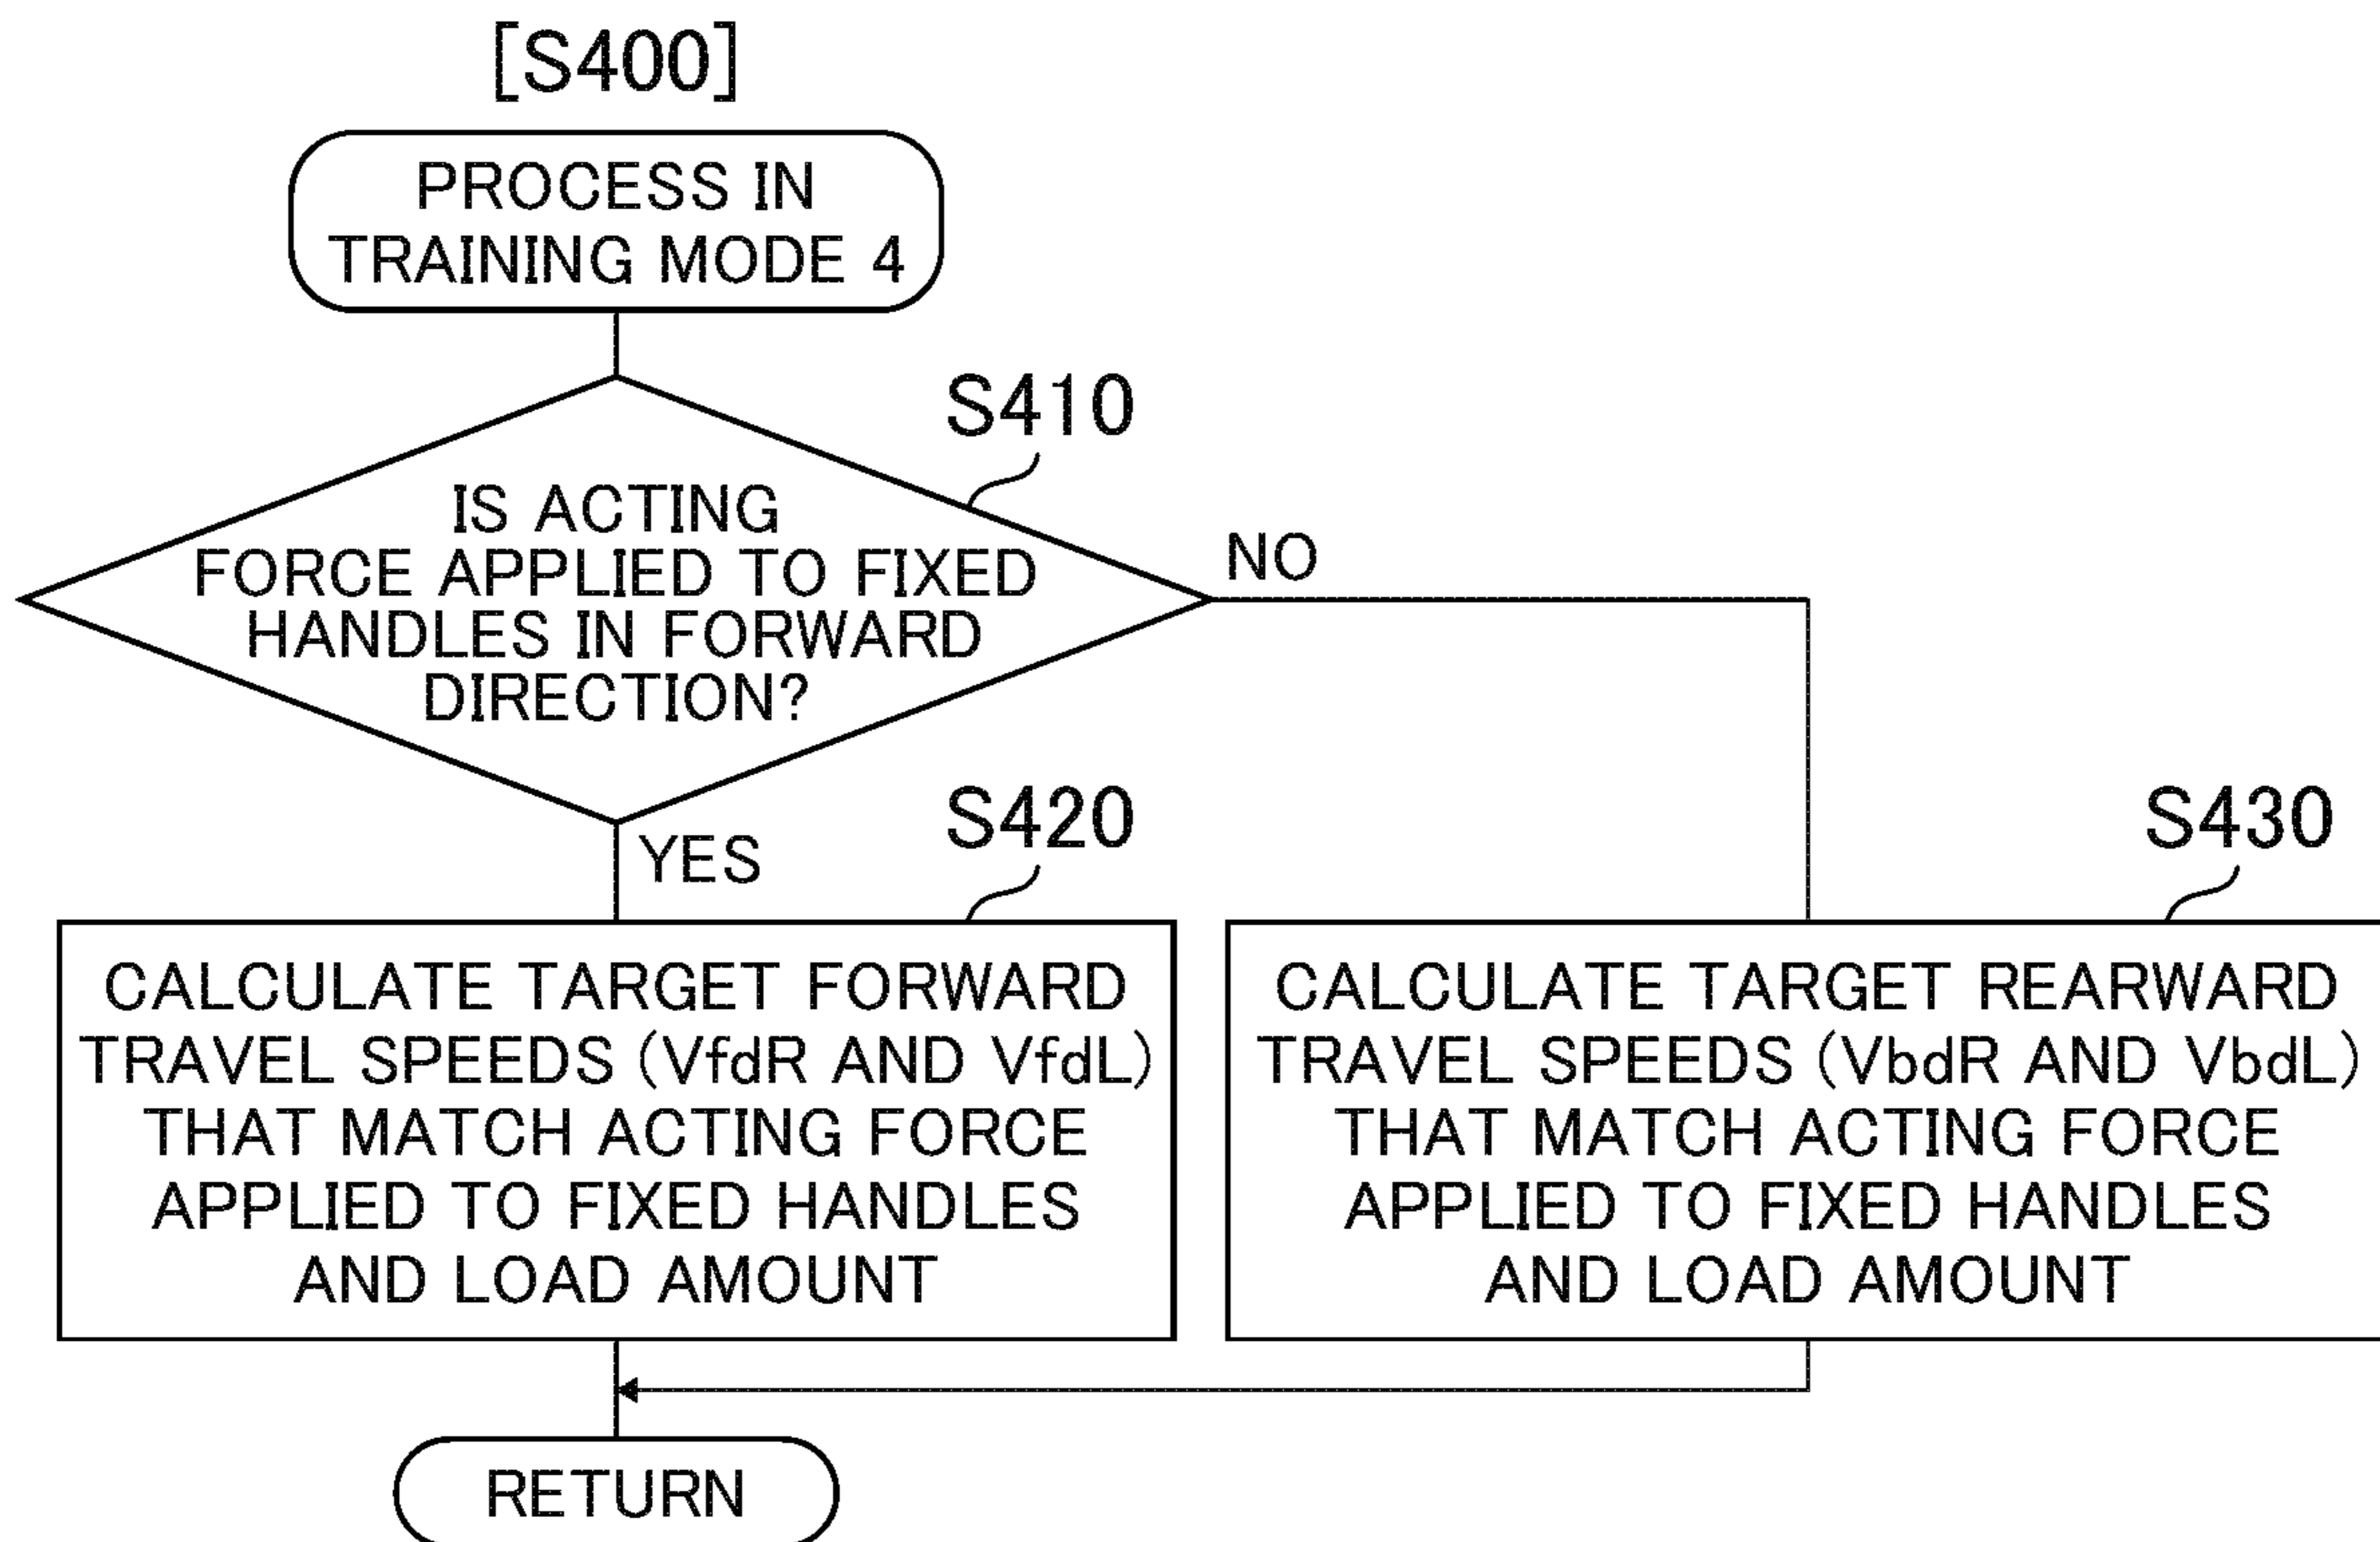 [S400]
PROCESS IN
TRAINING MODE 4
S410
IS ACTING
FORCE APPLIED TO FIXED
HANDLES IN FORWARD
DIRECTION?
NO
YES
S420
CALCULATE TARGET FORWARD
TRAVEL SPEEDS (VfdR AND VfdL)
THAT MATCH ACTING FORCE
APPLIED TO FIXED HANDLES
AND LOAD AMOUNT
S430
CALCULATE TARGET REARWARD
TRAVEL SPEEDS (VbdR AND VbdL)
THAT MATCH ACTING FORCE
APPLIED TO FIXED HANDLES
AND LOAD AMOUNT
RETURN